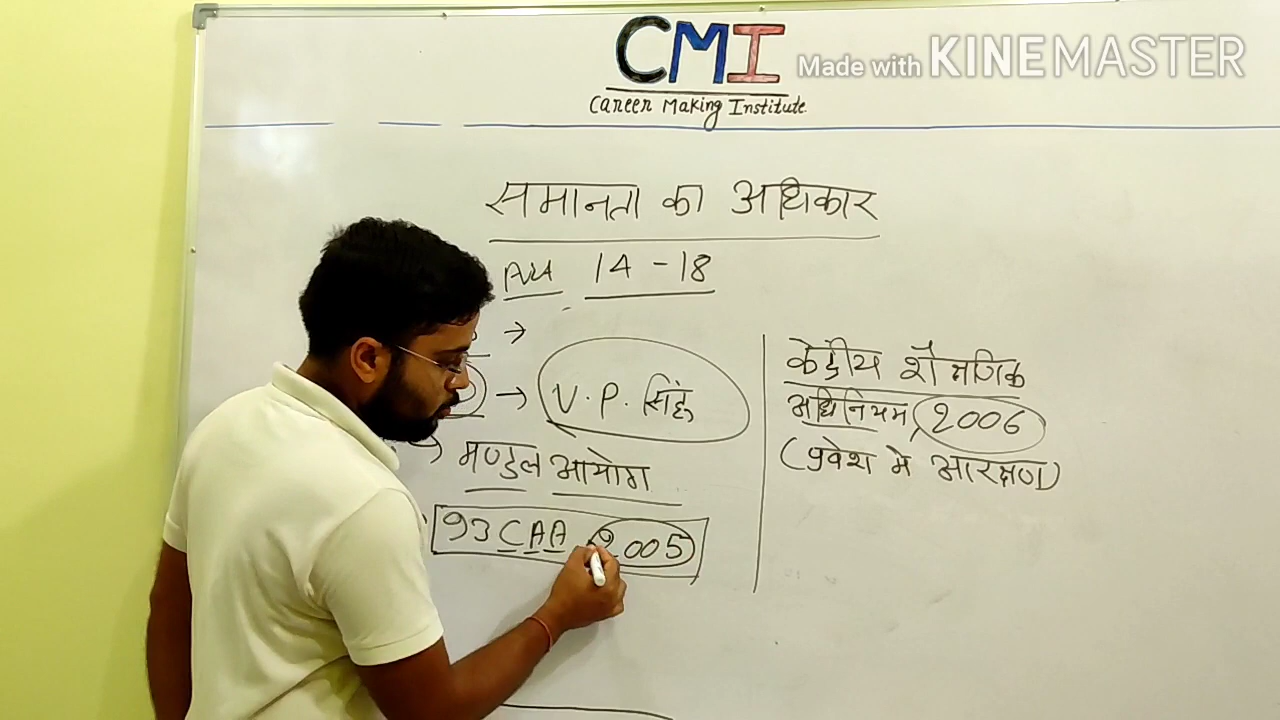 CMI
Made with KINEMASTER
Career Making Institute
समानता का अधिकार
Art 14 - 18
→
→ V. P. सिंह
मण्डल आयोग
93 CAA 2005
केंद्रीय शैक्षणिक
अधिनियम, 2006
(प्रवेश में आरक्षण)